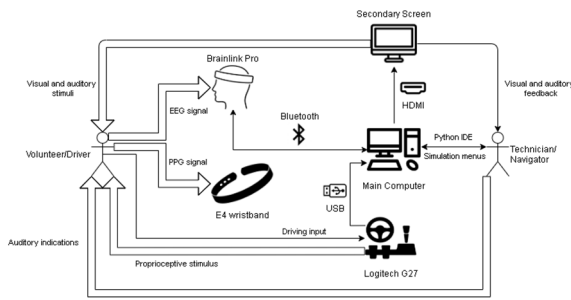 Secondary Screen
Brainlink Pro
Visual and auditory
stimuli
EEG signal
HDMI
Visual and auditory
feedback
Bluetooth
Python IDE
Volunteer/Driver
PPG signal
Simulation menus
Technician/
Navigator
Main Computer
USB
E4 wristband
Driving input
Auditory indications
Proprioceptive stimulus
Logitech G27